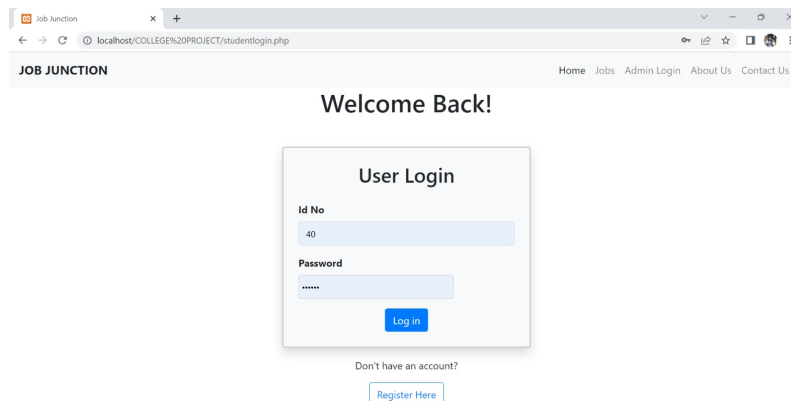 Job Junction
localhost/COLLEGE%20PROJECT/studentlogin.php
JOB JUNCTION
Home Jobs Admin Login About Us Contact Us
Welcome Back!
User Login
Id No
40
Password
••••••
Log in
Don't have an account?
Register Here